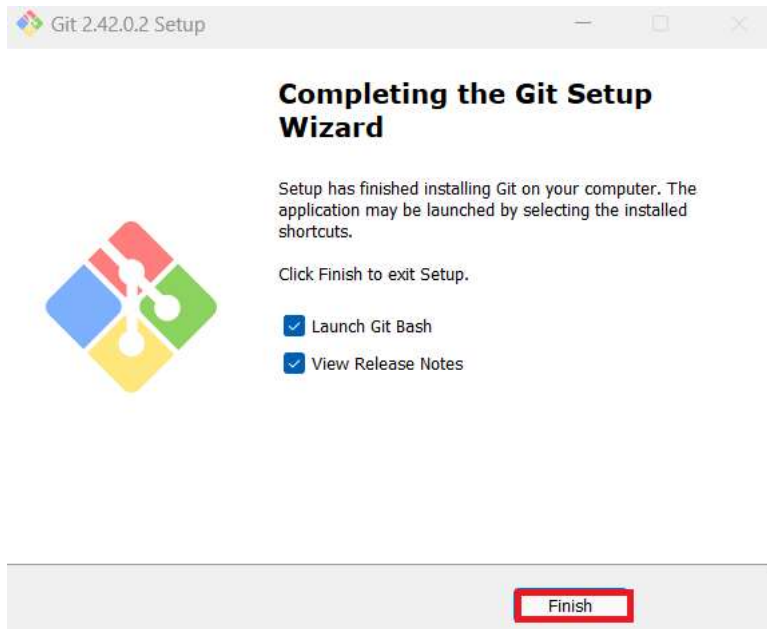 Git 2.42.0.2 Setup
Completing the Git Setup
Wizard
Setup has finished installing Git on your computer. The
application may be launched by selecting the installed
shortcuts.
Click Finish to exit Setup.
Launch Git Bash
View Release Notes
Finish